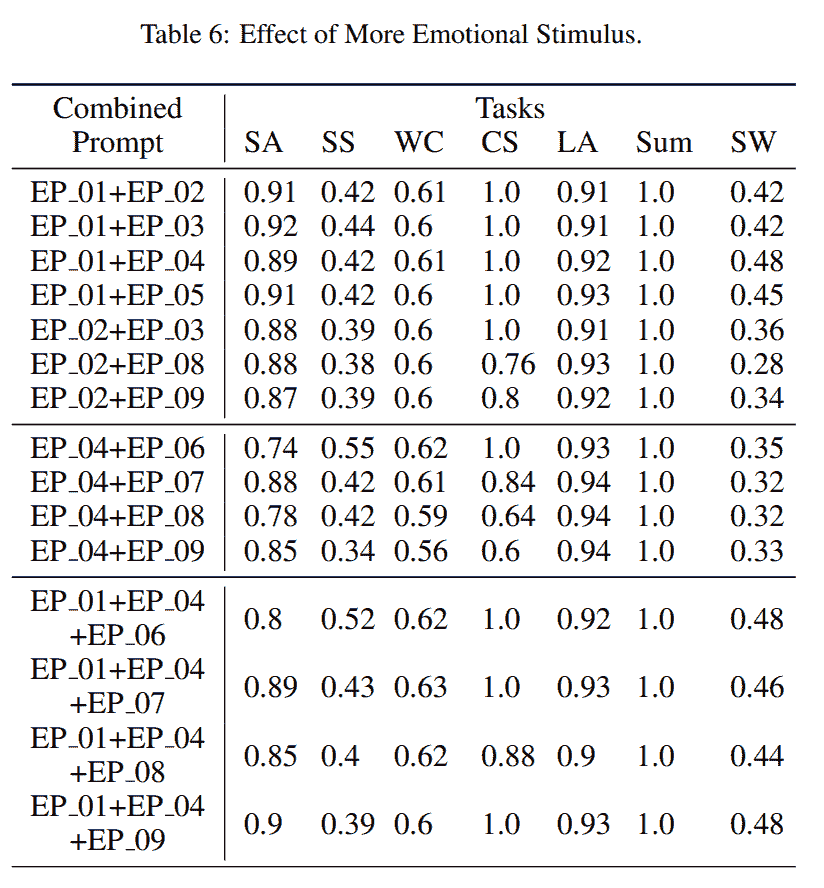 Table 6: Effect of More Emotional Stimulus.
Combined Tasks
Prompt SA SS WC CS LA Sum SW
EP_01+EP_02 0.91 0.42 0.61 1.0 0.91 1.0 0.42
EP_01+EP_03 0.92 0.44 0.6 1.0 0.91 1.0 0.42
EP_01+EP_04 0.89 0.42 0.61 1.0 0.92 1.0 0.48
EP_01+EP_05 0.91 0.42 0.6 1.0 0.93 1.0 0.45
EP_02+EP_03 0.88 0.39 0.6 1.0 0.91 1.0 0.36
EP_02+EP_08 0.88 0.38 0.6 0.76 0.93 1.0 0.28
EP_02+EP_09 0.87 0.39 0.6 0.8 0.92 1.0 0.34
EP_04+EP_06 0.74 0.55 0.62 1.0 0.93 1.0 0.35
EP_04+EP_07 0.88 0.42 0.61 0.84 0.94 1.0 0.32
EP_04+EP_08 0.78 0.42 0.59 0.64 0.94 1.0 0.32
EP_04+EP_09 0.85 0.34 0.56 0.6 0.94 1.0 0.33
EP_01+EP_04
+EP_06 0.8 0.52 0.62 1.0 0.92 1.0 0.48
EP_01+EP_04
+EP_07 0.89 0.43 0.63 1.0 0.93 1.0 0.46
EP_01+EP_04
+EP_08 0.85 0.4 0.62 0.88 0.9 1.0 0.44
EP_01+EP_04
+EP_09 0.9 0.39 0.6 1.0 0.93 1.0 0.48